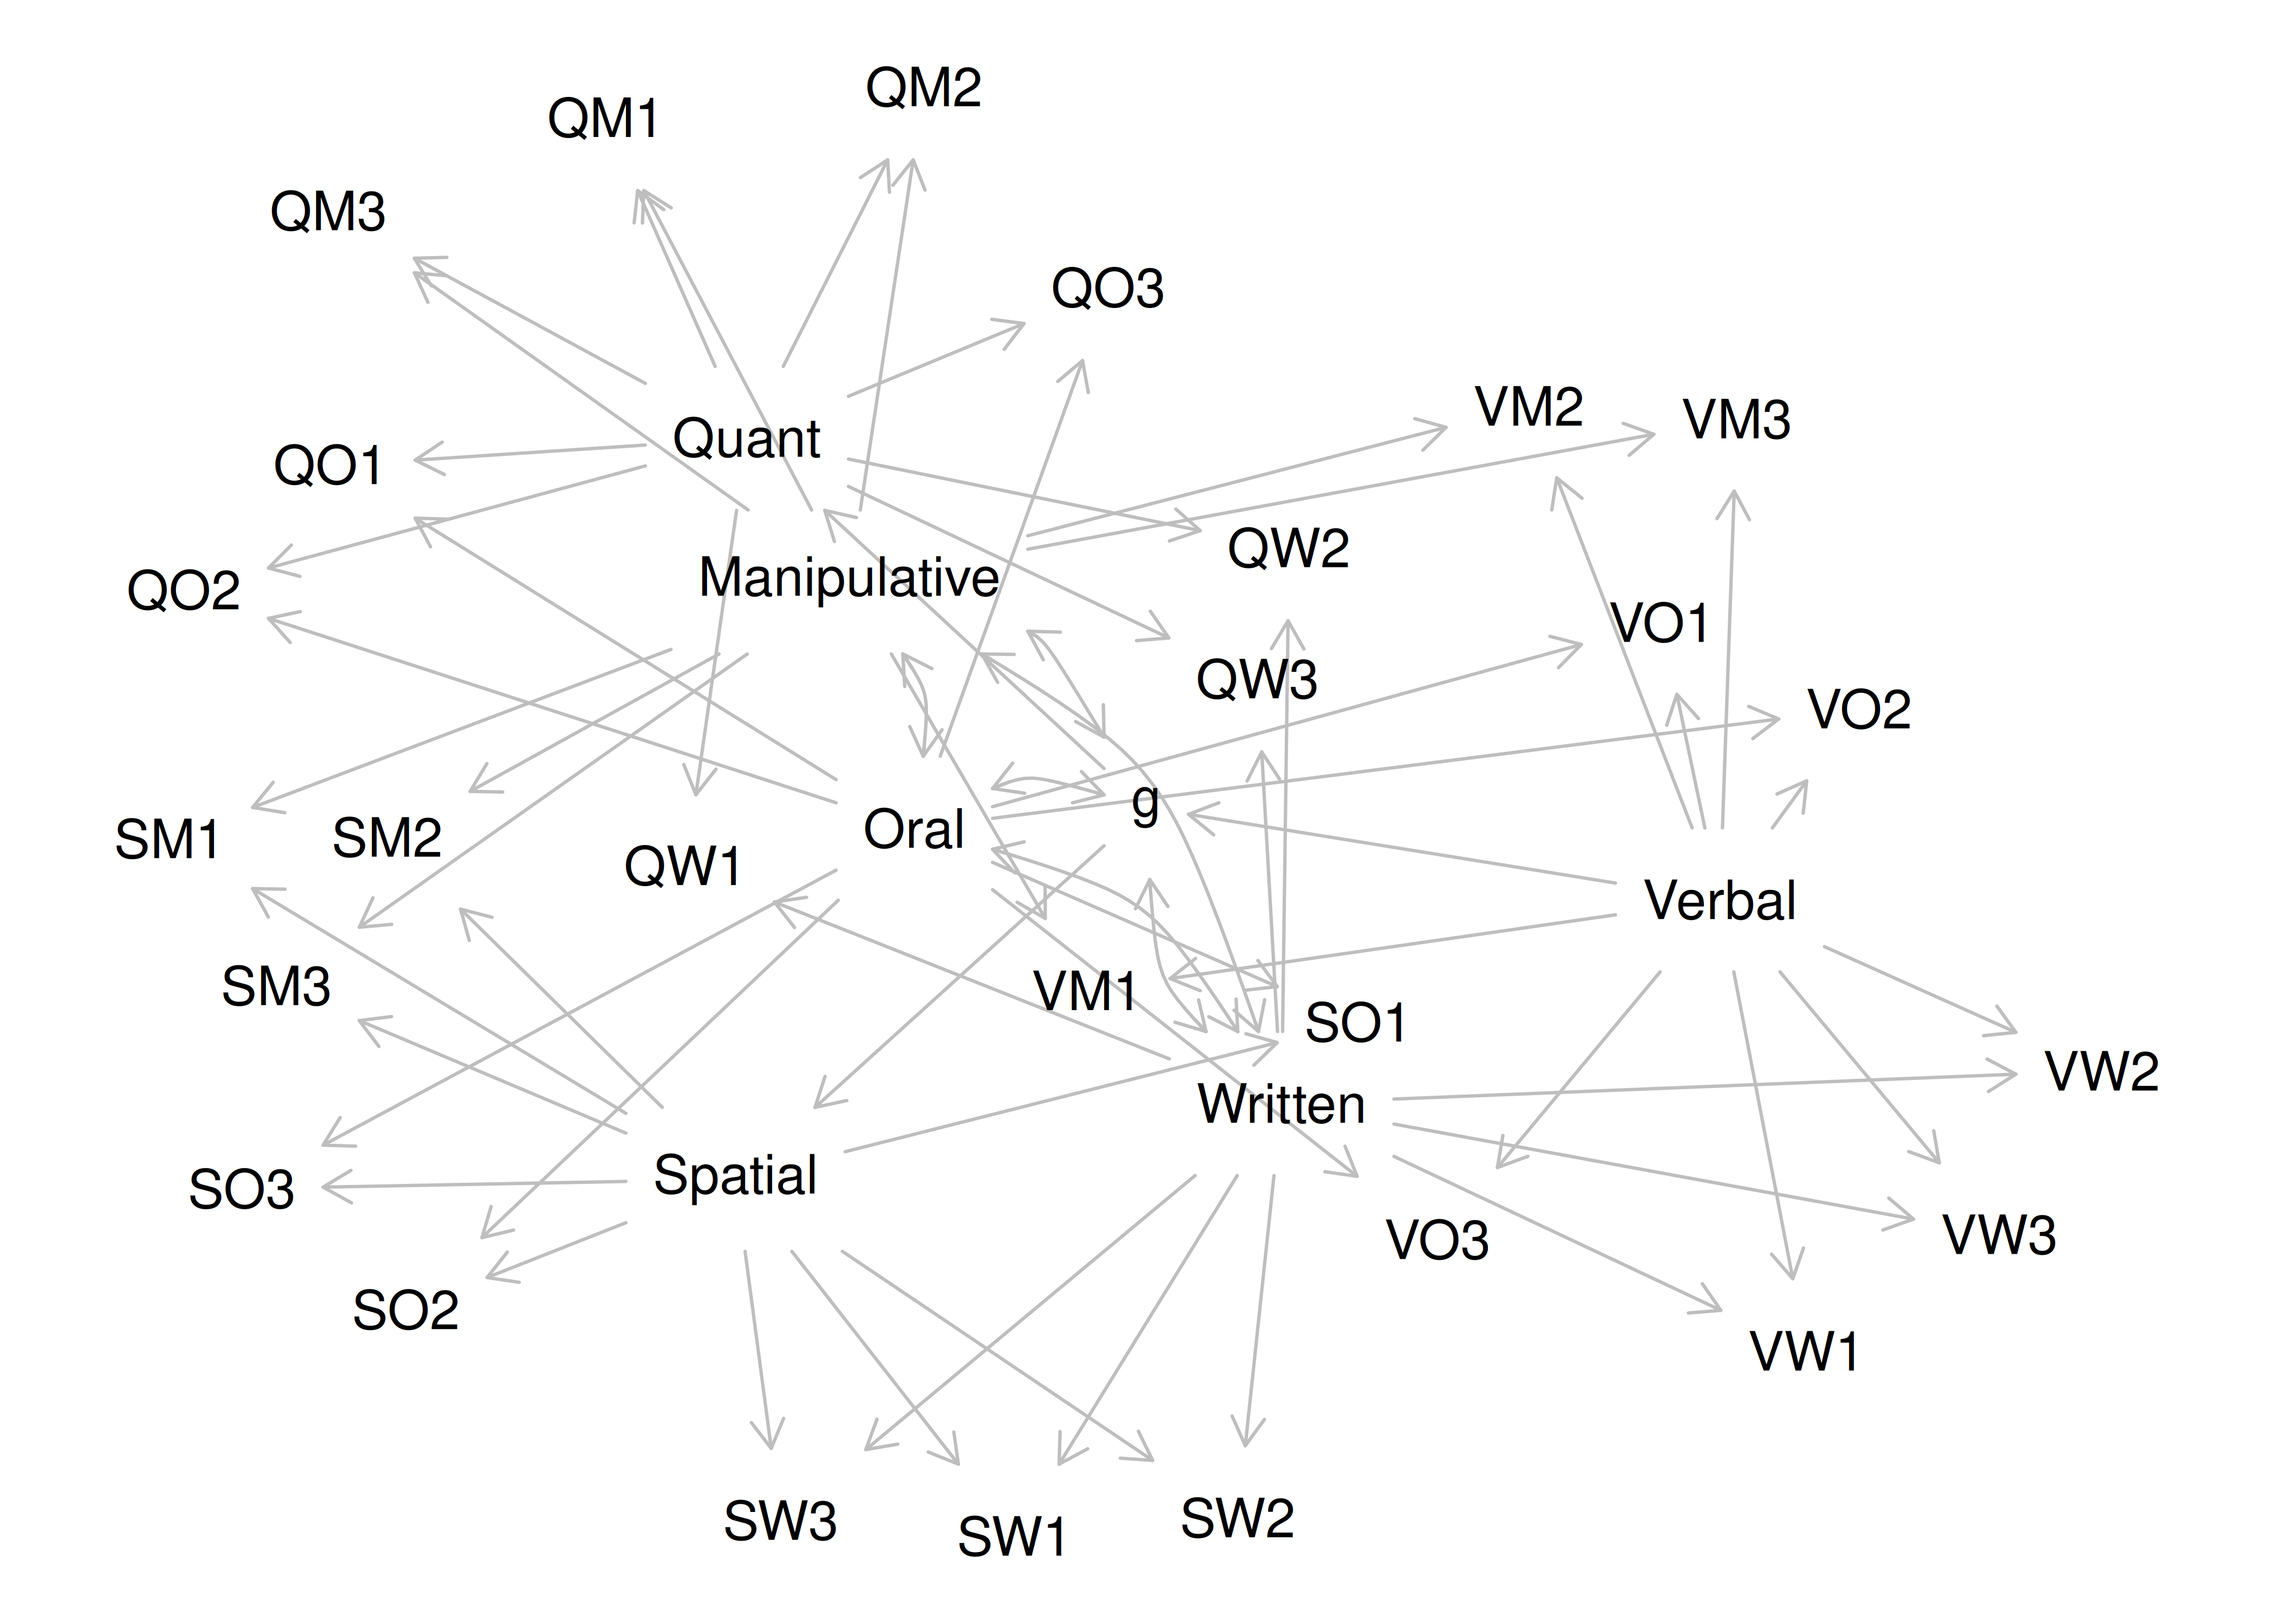 QM2
QM1
QM3
QO3
VM2
VM3
Quant
QO1
QW2
Manipulative
QO2
VO1
QW3
VO2
g
Oral
SM1
SM2
QW1
Verbal
SM3
VM1
SO1
VW2
Written
Spatial
SO3
VW3
VO3
SO2
VW1
SW3
SW1
SW2